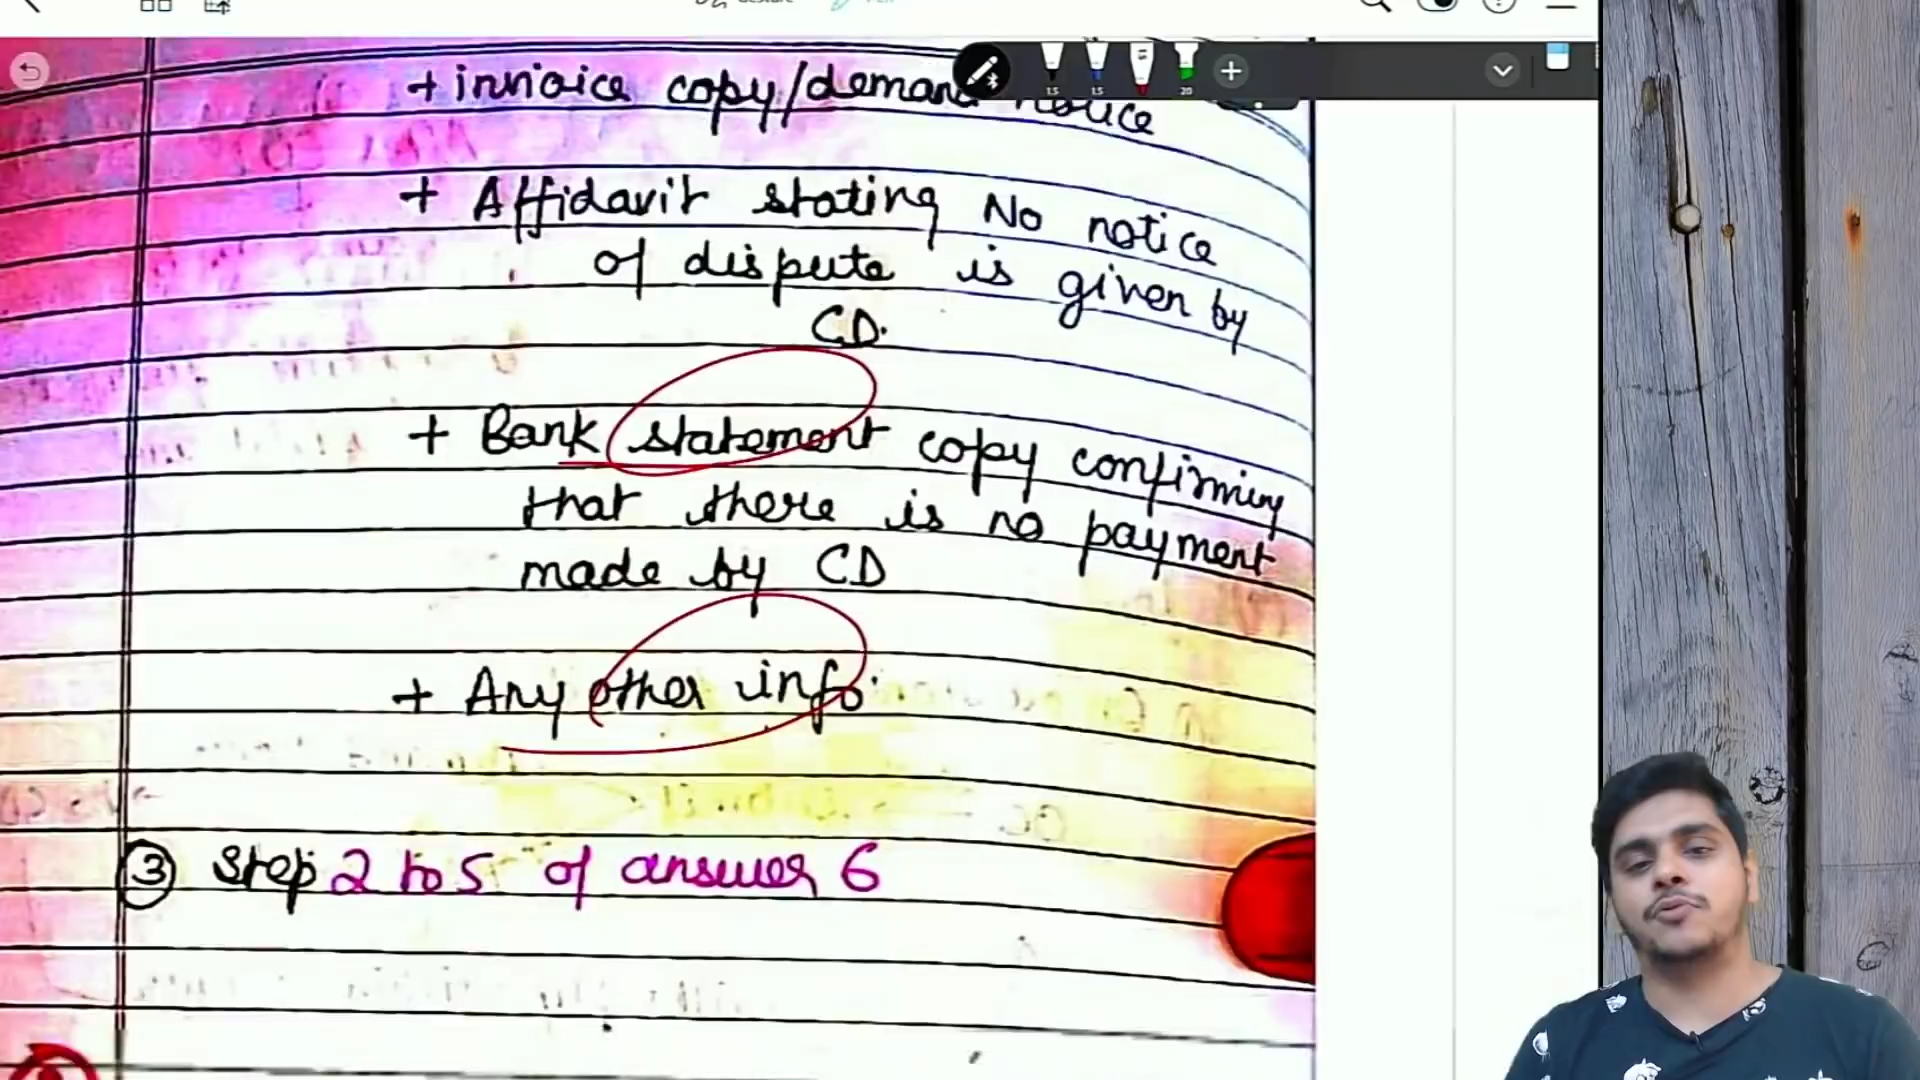 + invoice copy/demand notice
+ Affidavit stating No notice
of dispute is given by
CD.
+ Bank statement copy confirming
that there is no payment
made by CD
+ Any other info.
③ Step 2 to 5 of answer 6